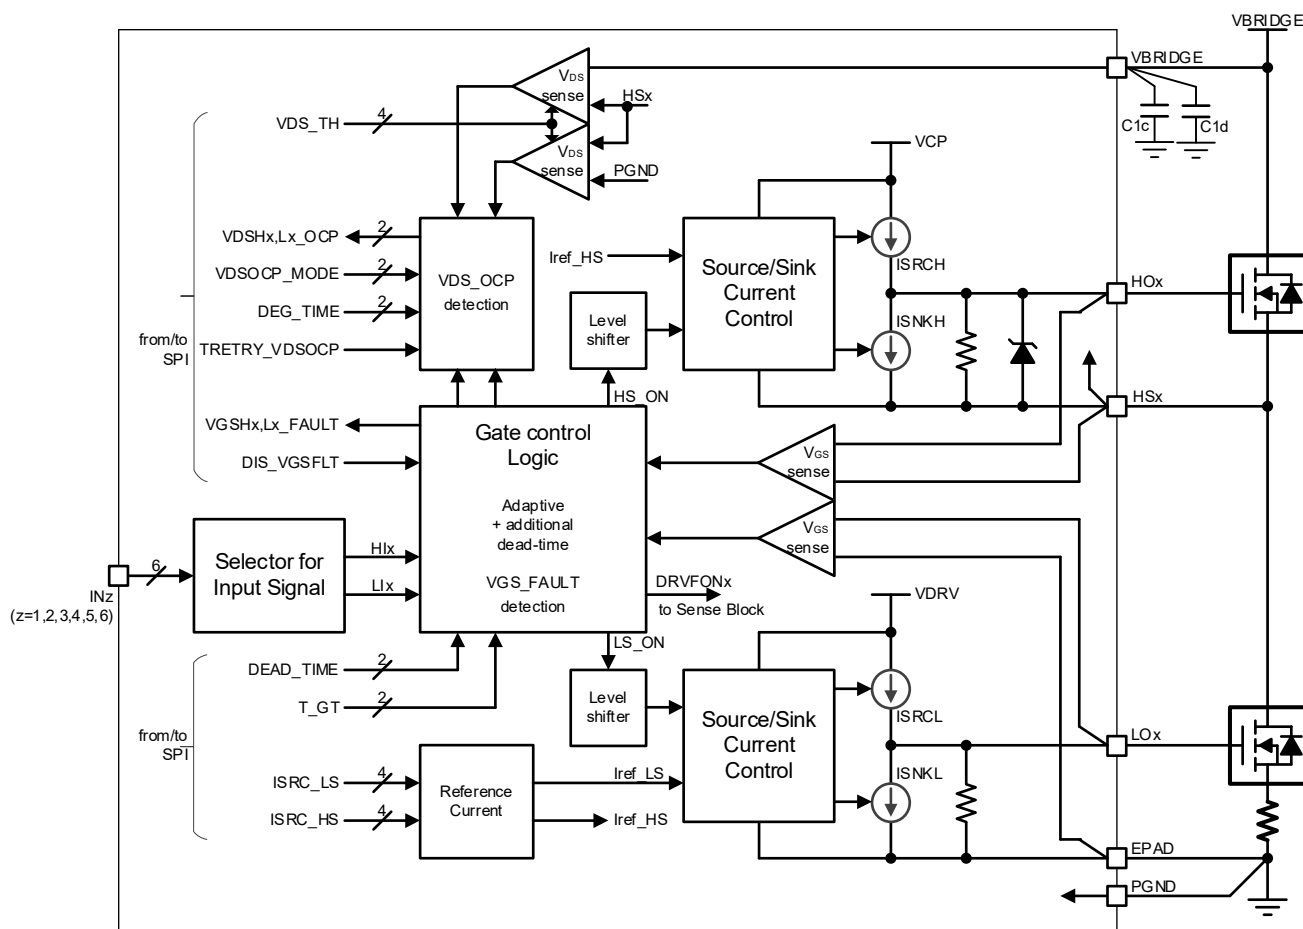 VBRIDGE
VBRIDGE
VDS
sense
HSx
VDS_TH
4
VDS
sense
PGND
C1c
C1d
VCP
VDSHx,Lx_OCP
2
VDSOCP_MODE
2
DEG_TIME
2
TRETRY_VDSOCP
VDS_OCP
detection
from/to
SPI
Iref_HS
Level
shifter
Source/Sink
Current
Control
ISRCH
ISNKH
HOx
HSx
HS_ON
VGSHx,Lx_FAULT
DIS_VGSFLT
Gate control
Logic
Adaptive
+ additional
dead-time
VGS_FAULT
detection
VGS
sense
VGS
sense
INz
(z=1,2,3,4,5,6)
6
Selector for
Input Signal
HIx
LIx
DRVFONx
to Sense Block
VDRV
LS_ON
DEAD_TIME
2
T_GT
2
from/to
SPI
Level
shifter
Source/Sink
Current
Control
ISRCL
ISNKL
LOx
ISRC_LS
4
ISRC_HS
4
Reference
Current
Iref_LS
Iref_HS
EPAD
PGND